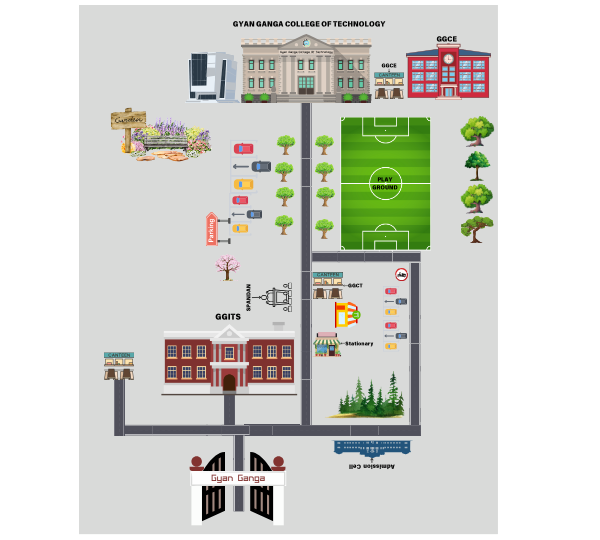 GYAN GANGA COLLEGE OF TECHNOLOGY
GGCE
Gyan Ganga College Of Technology
GGCE
CANTEEN
Garden
PLAY
GROUND
Parking
CANTEEN
GGCT
SPANDAN
GGITS
Stationary
CANTEEN
Admission Cell
Gyan Ganga